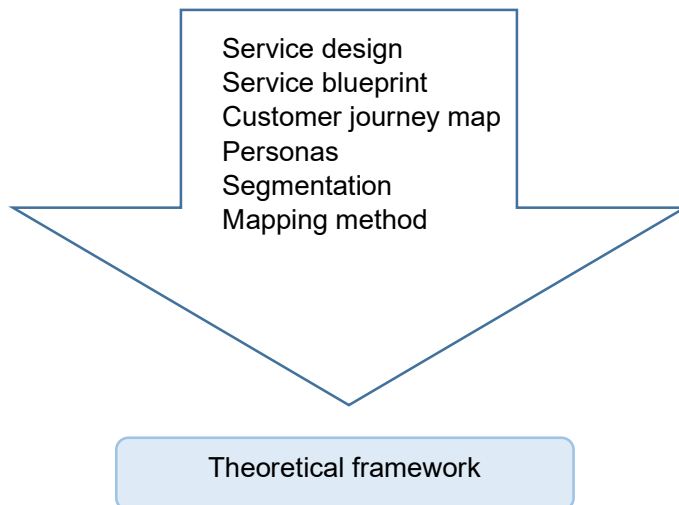 Service design
Service blueprint
Customer journey map
Personas
Segmentation
Mapping method
Theoretical framework